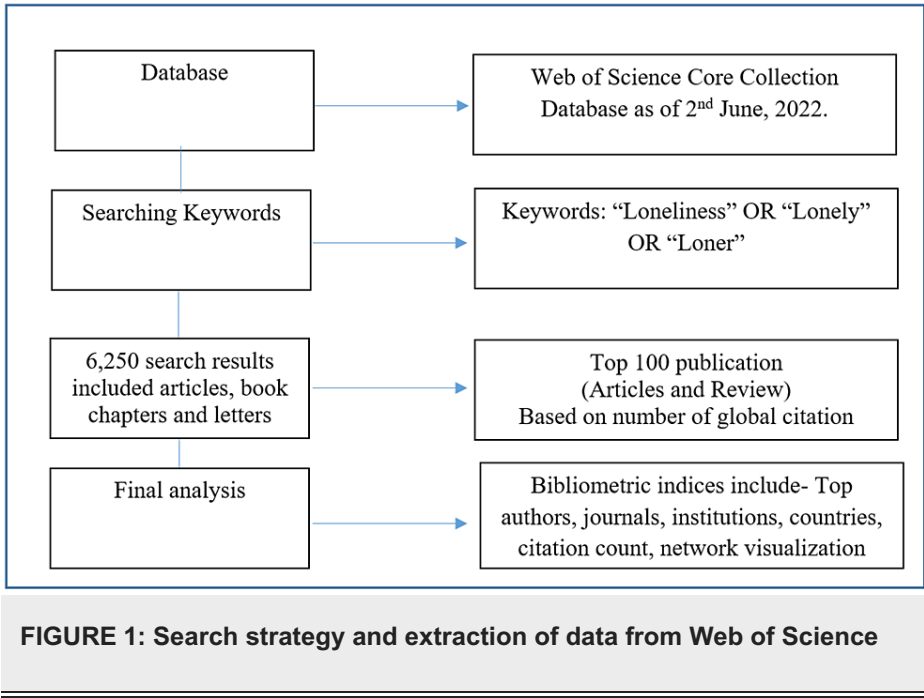 Database
Web of Science Core Collection
Database as of 2nd June, 2022.
Searching Keywords
Keywords: “Loneliness” OR “Lonely”
OR “Loner”
6,250 search results
included articles, book
chapters and letters
Top 100 publication
(Articles and Review)
Based on number of global citation
Final analysis
Bibliometric indices include- Top
authors, journals, institutions, countries,
citation count, network visualization
FIGURE 1: Search strategy and extraction of data from Web of Science